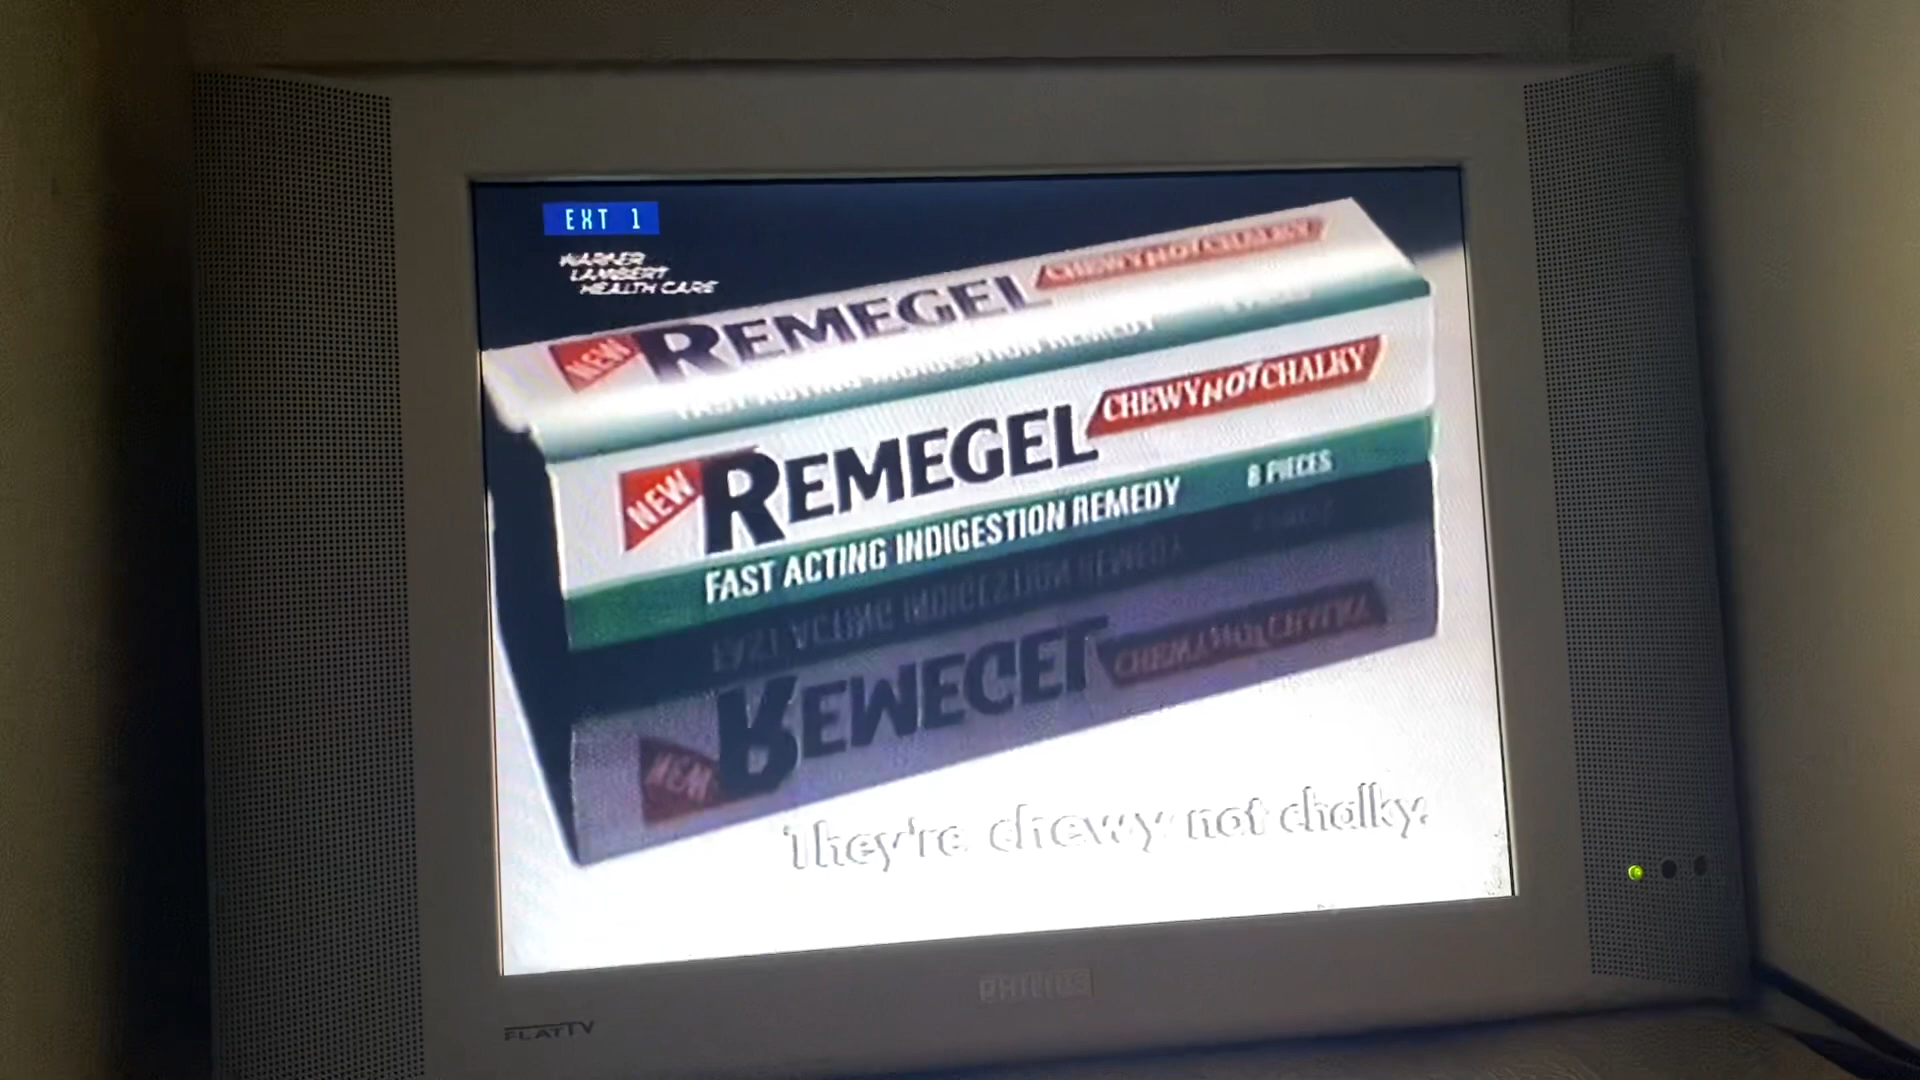 EXT 1
WARNER
LAMBERT
HEALTH CARE
CHEWY NOT CHALKY
NEW REMEGEL
FAST ACTING INDIGESTION REMEDY
CHEWY NOT CHALKY
NEW REMEGEL
8 PIECES
FAST ACTING INDIGESTION REMEDY
They're chewy not chalky.
PHILIPS
FLAT TV